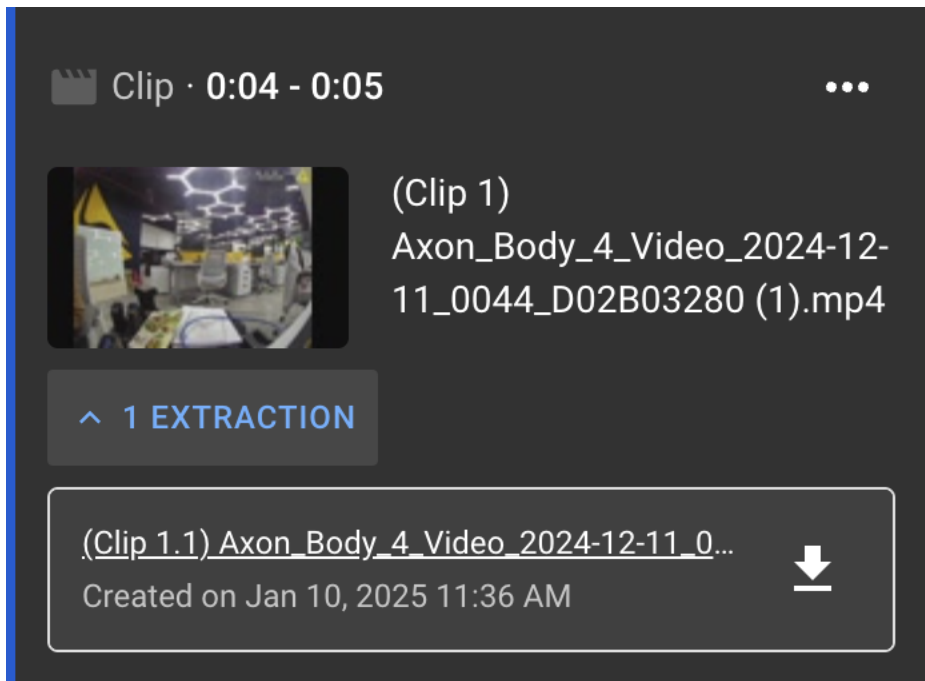 Clip · 0:04 - 0:05
(Clip 1)
Axon_Body_4_Video_2024-12-
11_0044_D02B03280 (1).mp4
1 EXTRACTION
(Clip 1.1) Axon_Body_4_Video_2024-12-11_0...
Created on Jan 10, 2025 11:36 AM